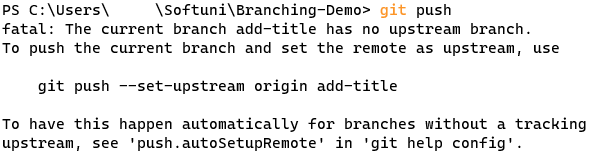 PS C:\Users\      \Softuni\Branching-Demo> git push
fatal: The current branch add-title has no upstream branch.
To push the current branch and set the remote as upstream, use

    git push --set-upstream origin add-title

To have this happen automatically for branches without a tracking
upstream, see 'push.autoSetupRemote' in 'git help config'.